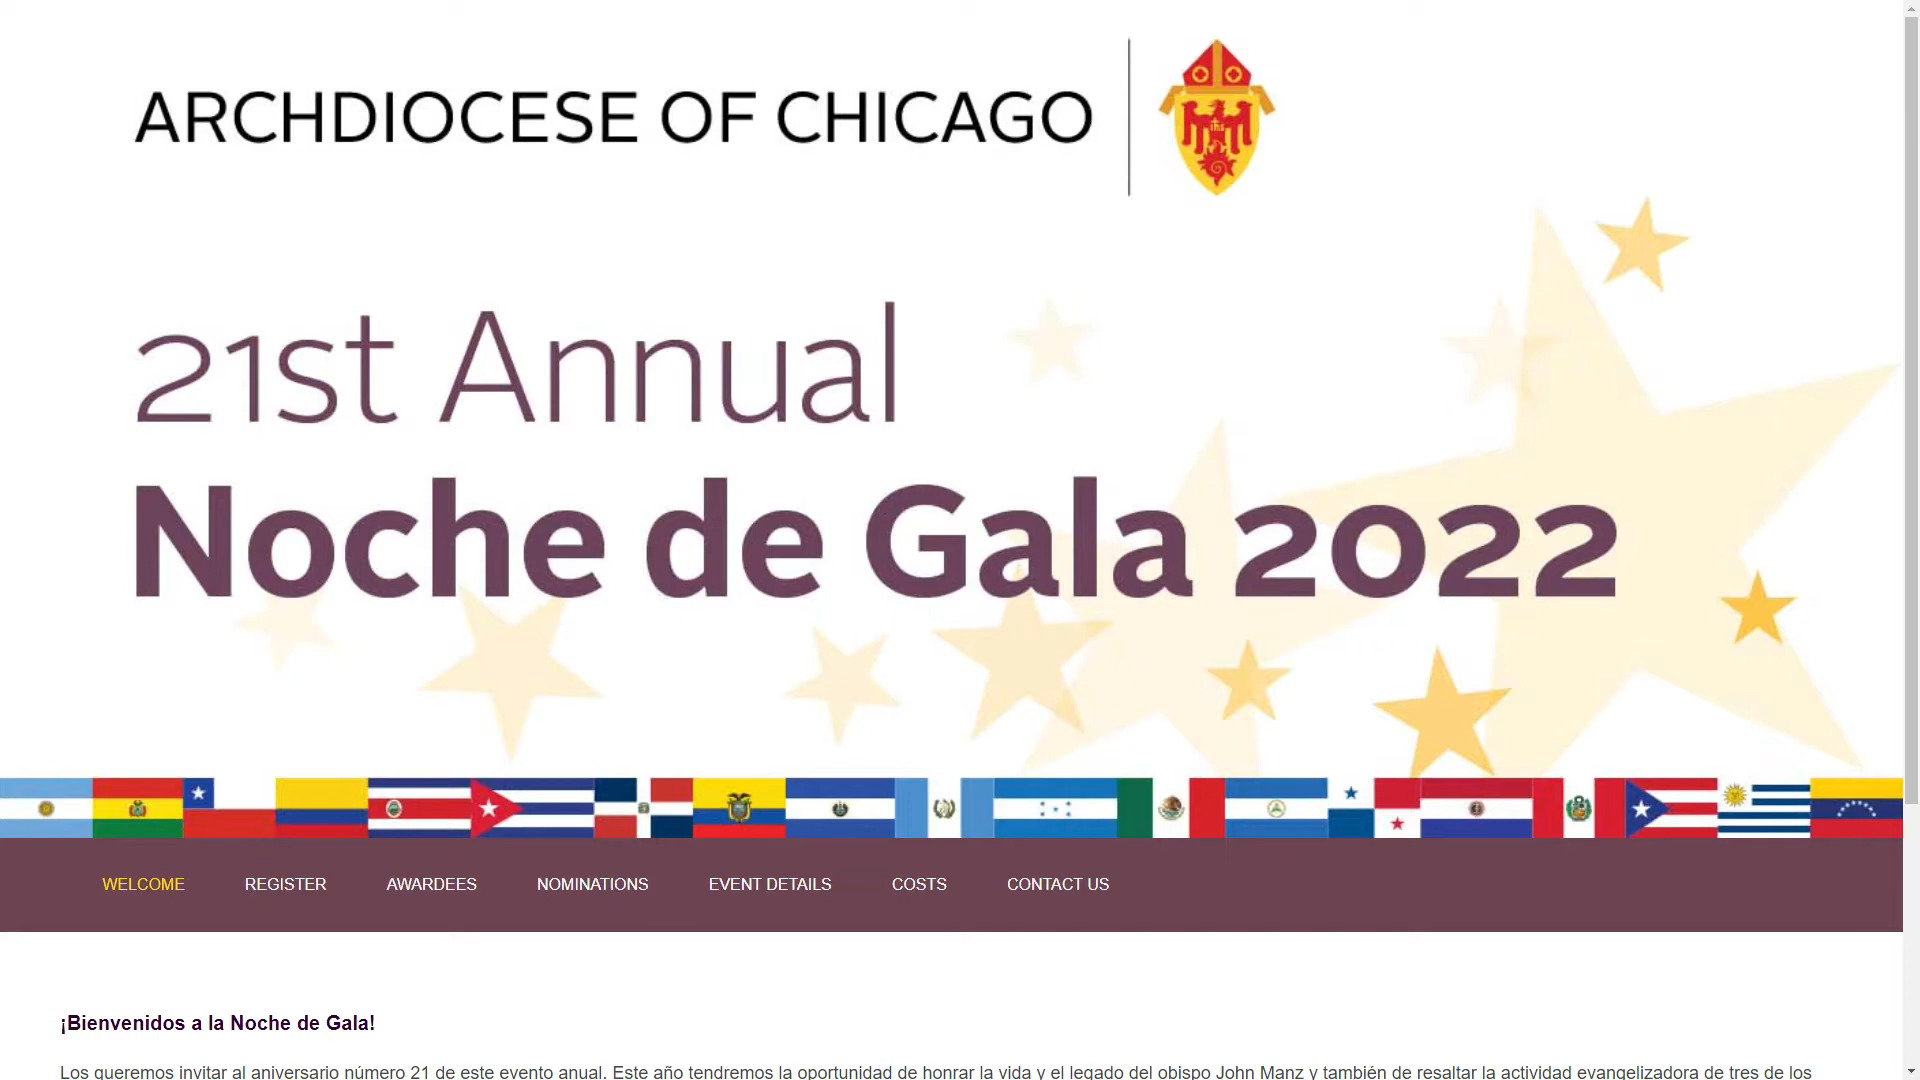 ARCHDIOCESE OF CHICAGO
21st Annual
Noche de Gala 2022
WELCOME REGISTER AWARDEES NOMINATIONS EVENT DETAILS COSTS CONTACT US
¡Bienvenidos a la Noche de Gala!
Los queremos invitar al aniversario número 21 de este evento anual. Este año tendremos la oportunidad de honrar la vida y el legado del obispo John Manz y también de resaltar la actividad evangelizadora de tres de los